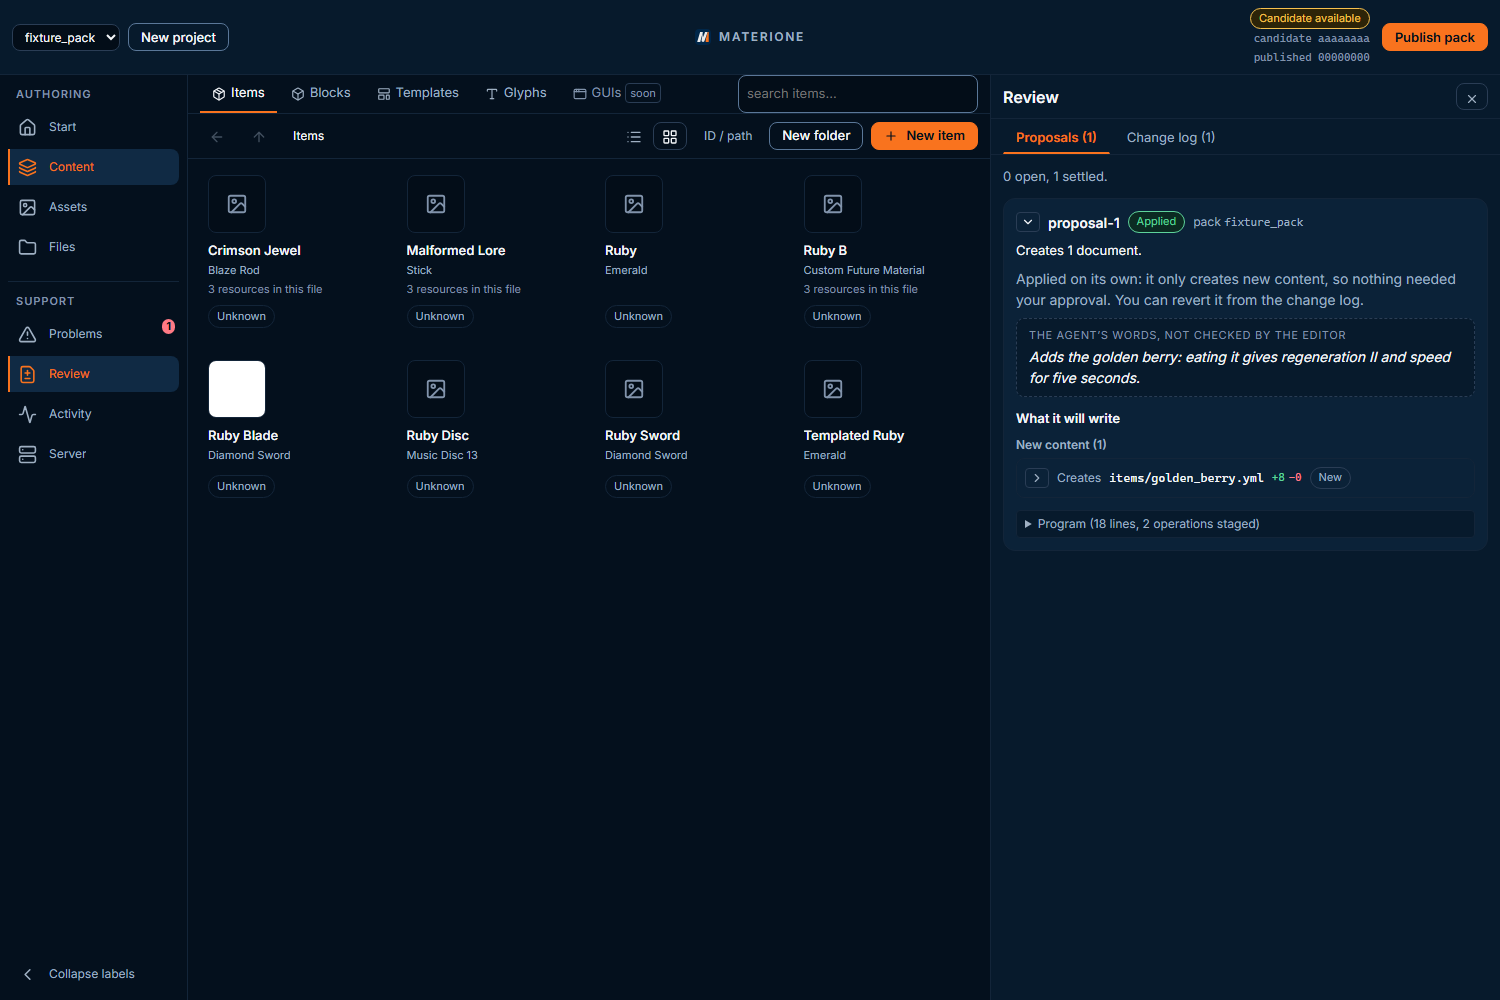 fixture_pack
New project
MATERIONE
Candidate available
candidate aaaaaaaa
published 00000000
Publish pack
AUTHORING
Start
Content
Assets
Files
SUPPORT
Problems
1
Review
Activity
Server
Collapse labels
Items
Blocks
Templates
Glyphs
GUIs soon
search items...
Items
ID / path
New folder
New item
Crimson Jewel
Blaze Rod
3 resources in this file
Unknown
Malformed Lore
Stick
3 resources in this file
Unknown
Ruby
Emerald
Unknown
Ruby B
Custom Future Material
3 resources in this file
Unknown
Ruby Blade
Diamond Sword
Unknown
Ruby Disc
Music Disc 13
Unknown
Ruby Sword
Diamond Sword
Unknown
Templated Ruby
Emerald
Unknown
Review
Proposals (1)
Change log (1)
0 open, 1 settled.
proposal-1 Applied pack fixture_pack
Creates 1 document.
Applied on its own: it only creates new content, so nothing needed
your approval. You can revert it from the change log.
THE AGENT'S WORDS, NOT CHECKED BY THE EDITOR
Adds the golden berry: eating it gives regeneration II and speed
for five seconds.
What it will write
New content (1)
Creates items/golden_berry.yml +8 −0 New
Program (18 lines, 2 operations staged)